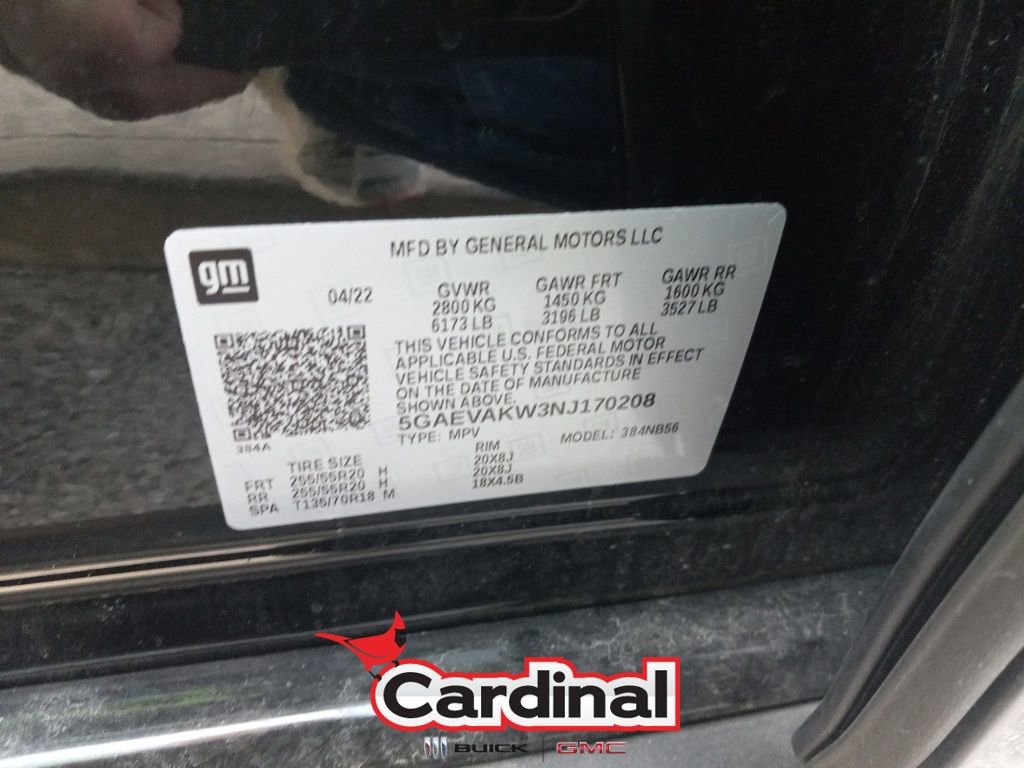 gm
MFD BY GENERAL MOTORS LLC
04/22
GVWR
2800 KG
6173 LB
GAWR FRT
1450 KG
3196 LB
GAWR RR
1600 KG
3527 LB
THIS VEHICLE CONFORMS TO ALL
APPLICABLE U.S. FEDERAL MOTOR
VEHICLE SAFETY STANDARDS IN EFFECT
ON THE DATE OF MANUFACTURE
SHOWN ABOVE.
5GAEVAKW3NJ170208
TYPE: MPV MODEL: 384NB56
384A
TIRE SIZE RIM
FRT 255/55R20 H 20X8J
RR 255/55R20 H 20X8J
SPA T135/70R18 M 18X4.5B
Cardinal
BUICK GMC